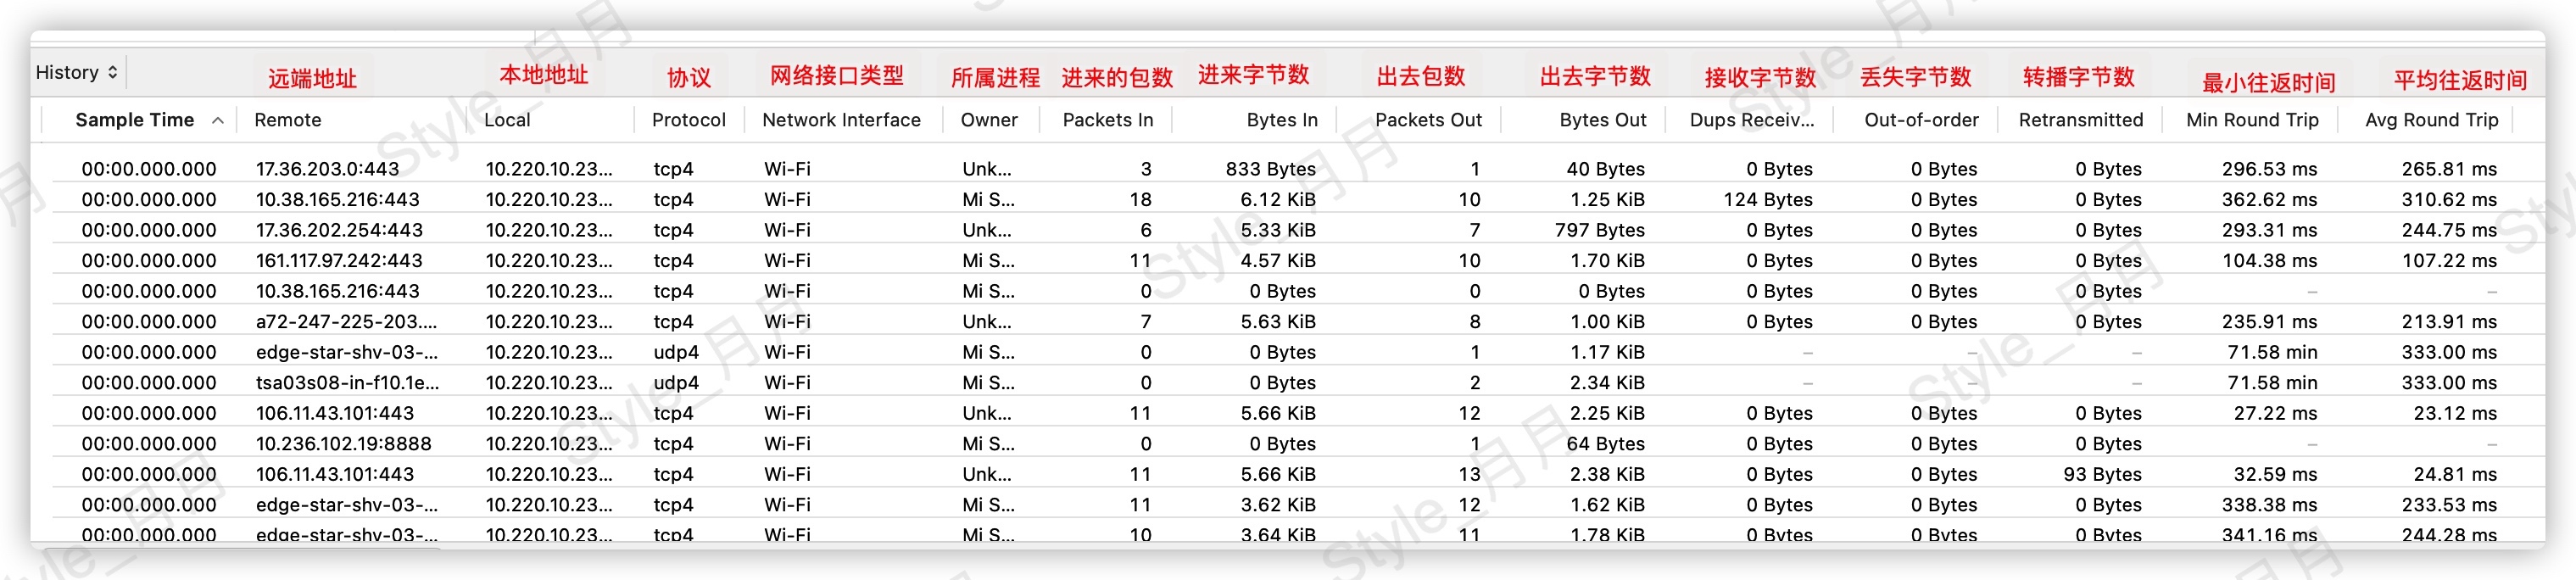 History 远端地址 本地地址 协议 网络接口类型 所属进程 进来的包数 进来字节数 出去包数 出去字节数 接收字节数 丢失字节数 转播字节数 最小往返时间 平均往返时间
Sample Time Remote Local Protocol Network Interface Owner Packets In Bytes In Packets Out Bytes Out Dups Receiv... Out-of-order Retransmitted Min Round Trip Avg Round Trip
00:00.000.000 17.36.203.0:443 10.220.10.23... tcp4 Wi-Fi Unk... 3 833 Bytes 1 40 Bytes 0 Bytes 0 Bytes 0 Bytes 296.53 ms 265.81 ms
00:00.000.000 10.38.165.216:443 10.220.10.23... tcp4 Wi-Fi Mi S... 18 6.12 KiB 10 1.25 KiB 124 Bytes 0 Bytes 0 Bytes 362.62 ms 310.62 ms
00:00.000.000 17.36.202.254:443 10.220.10.23... tcp4 Wi-Fi Unk... 6 5.33 KiB 7 797 Bytes 0 Bytes 0 Bytes 0 Bytes 293.31 ms 244.75 ms
00:00.000.000 161.117.97.242:443 10.220.10.23... tcp4 Wi-Fi Mi S... 11 4.57 KiB 10 1.70 KiB 0 Bytes 0 Bytes 0 Bytes 104.38 ms 107.22 ms
00:00.000.000 10.38.165.216:443 10.220.10.23... tcp4 Wi-Fi Mi S... 0 0 Bytes 0 0 Bytes 0 Bytes 0 Bytes 0 Bytes – –
00:00.000.000 a72-247-225-203.... 10.220.10.23... tcp4 Wi-Fi Unk... 7 5.63 KiB 8 1.00 KiB 0 Bytes 0 Bytes 0 Bytes 235.91 ms 213.91 ms
00:00.000.000 edge-star-shv-03-... 10.220.10.23... udp4 Wi-Fi Mi S... 0 0 Bytes 1 1.17 KiB – – – 71.58 min 333.00 ms
00:00.000.000 tsa03s08-in-f10.1e... 10.220.10.23... udp4 Wi-Fi Mi S... 0 0 Bytes 2 2.34 KiB – – – 71.58 min 333.00 ms
00:00.000.000 106.11.43.101:443 10.220.10.23... tcp4 Wi-Fi Unk... 11 5.66 KiB 12 2.25 KiB 0 Bytes 0 Bytes 0 Bytes 27.22 ms 23.12 ms
00:00.000.000 10.236.102.19:8888 10.220.10.23... tcp4 Wi-Fi Mi S... 0 0 Bytes 1 64 Bytes 0 Bytes 0 Bytes 0 Bytes – –
00:00.000.000 106.11.43.101:443 10.220.10.23... tcp4 Wi-Fi Unk... 11 5.66 KiB 13 2.38 KiB 0 Bytes 0 Bytes 93 Bytes 32.59 ms 24.81 ms
00:00.000.000 edge-star-shv-03-... 10.220.10.23... tcp4 Wi-Fi Mi S... 11 3.62 KiB 12 1.62 KiB 0 Bytes 0 Bytes 0 Bytes 338.38 ms 233.53 ms
00:00.000.000 edge-star-shv-03-... 10.220.10.23... tcp4 Wi-Fi Mi S... 10 3.64 KiB 11 1.78 KiB 0 Bytes 0 Bytes 0 Bytes 341.16 ms 244.28 ms
Style_月月